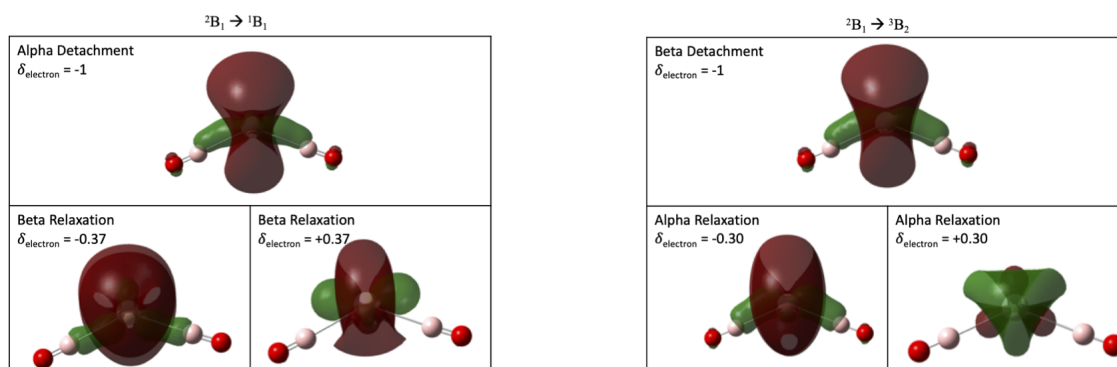 ²B₁ → ¹B₁
Alpha Detachment
δelectron = -1
Beta Relaxation
δelectron = -0.37
Beta Relaxation
δelectron = +0.37
²B₁ → ³B₂
Beta Detachment
δelectron = -1
Alpha Relaxation
δelectron = -0.30
Alpha Relaxation
δelectron = +0.30